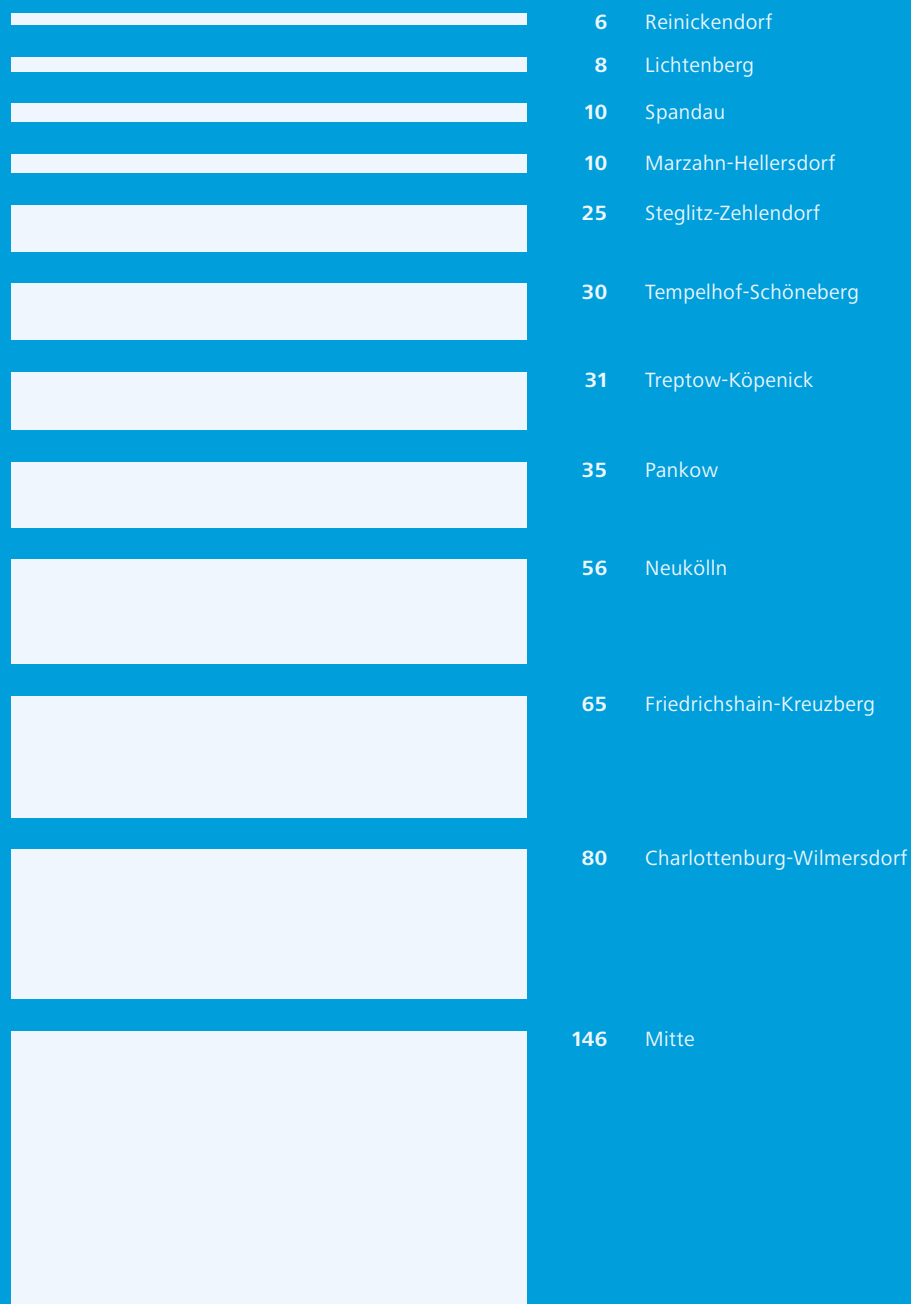 6 Reinickendorf
8 Lichtenberg
10 Spandau
10 Marzahn-Hellersdorf
25 Steglitz-Zehlendorf
30 Tempelhof-Schöneberg
31 Treptow-Köpenick
35 Pankow
56 Neukölln
65 Friedrichshain-Kreuzberg
80 Charlottenburg-Wilmersdorf
146 Mitte